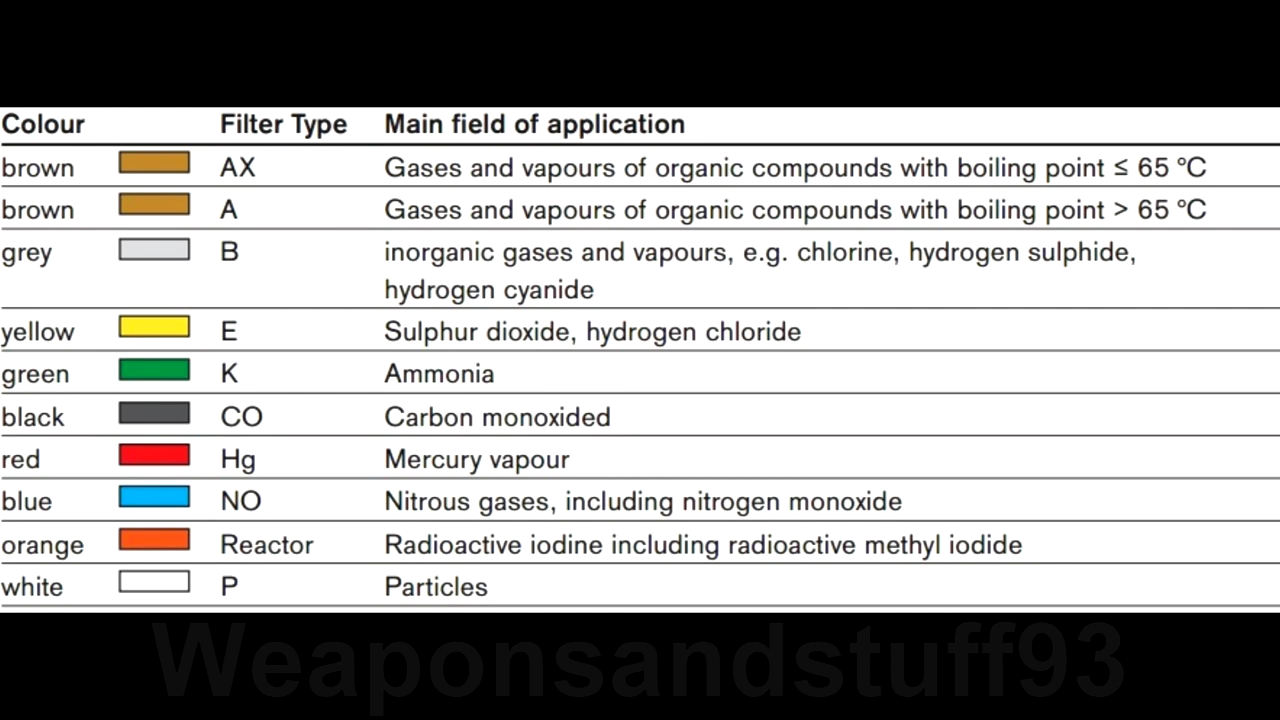 Colour Filter Type Main field of application
brown AX Gases and vapours of organic compounds with boiling point ≤ 65 °C
brown A Gases and vapours of organic compounds with boiling point > 65 °C
grey B inorganic gases and vapours, e.g. chlorine, hydrogen sulphide,
hydrogen cyanide
yellow E Sulphur dioxide, hydrogen chloride
green K Ammonia
black CO Carbon monoxided
red Hg Mercury vapour
blue NO Nitrous gases, including nitrogen monoxide
orange Reactor Radioactive iodine including radioactive methyl iodide
white P Particles
Weaponsandstuff93